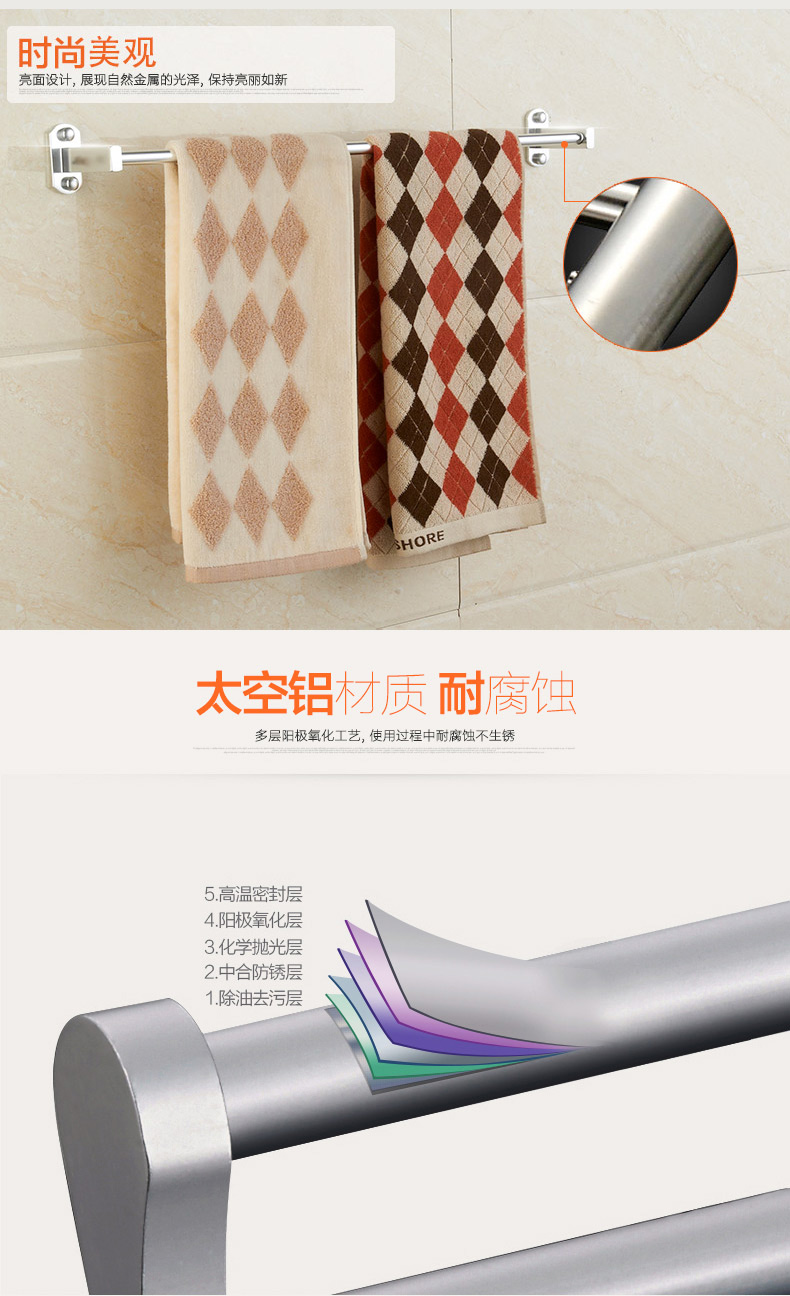 时尚美观
亮面设计, 展现自然金属的光泽, 保持亮丽如新
SHORE
太空铝材质 耐腐蚀
多层阳极氧化工艺, 使用过程中耐腐蚀不生锈
5.高温密封层
4.阳极氧化层
3.化学抛光层
2.中合防锈层
1.除油去污层